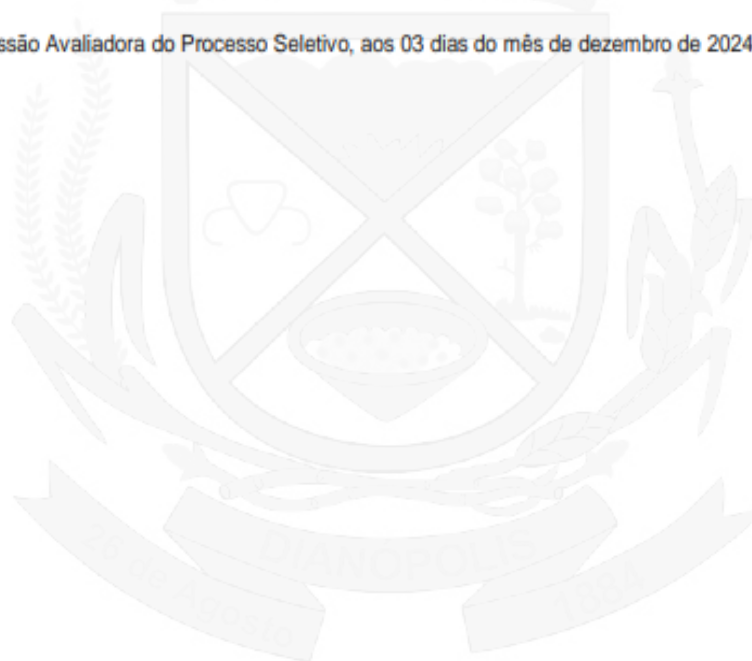 ssão Avaliadora do Processo Seletivo, aos 03 dias do mês de dezembro de 2024
DIANOPOLIS
26 de Agosto
1884